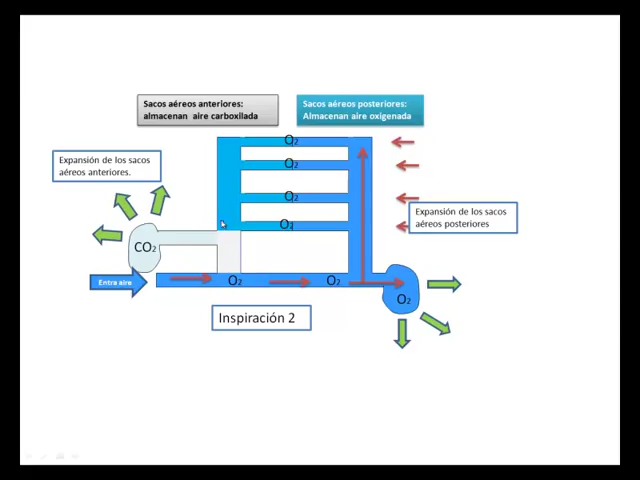 Sacos aéreos anteriores:
almacenan aire carboxilada
Sacos aéreos posteriores:
Almacenan aire oxigenada
O2
Expansión de los sacos
aéreos anteriores.
O2
O2
Expansión de los sacos
aéreos posteriores
O2
CO2
Entra aire
O2
O2
O2
Inspiración 2